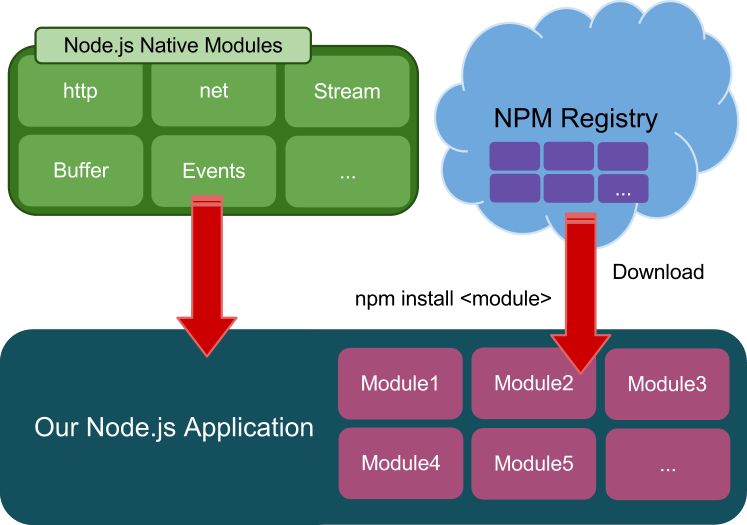 Node.js Native Modules
http
net
Stream
Buffer
Events
...
NPM Registry
...
Download
npm install <module>
Our Node.js Application
Module1
Module2
Module3
Module4
Module5
...